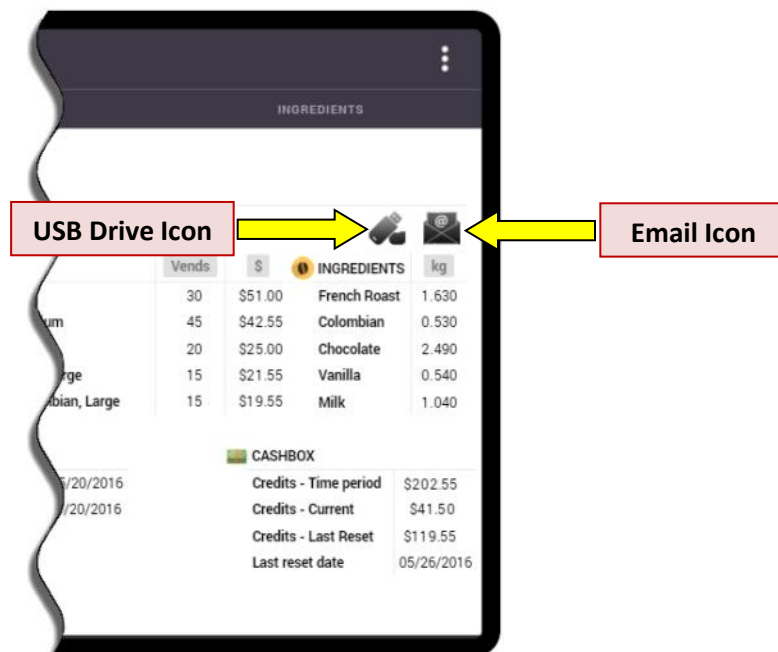 INGREDIENTS
USB Drive Icon
@
Email Icon
Vends $ INGREDIENTS kg
30 $51.00 French Roast 1.630
um 45 $42.55 Colombian 0.530
20 $25.00 Chocolate 2.490
rge 15 $21.55 Vanilla 0.540
bian, Large 15 $19.55 Milk 1.040
CASHBOX
5/20/2016 Credits - Time period $202.55
/20/2016 Credits - Current $41.50
Credits - Last Reset $119.55
Last reset date 05/26/2016